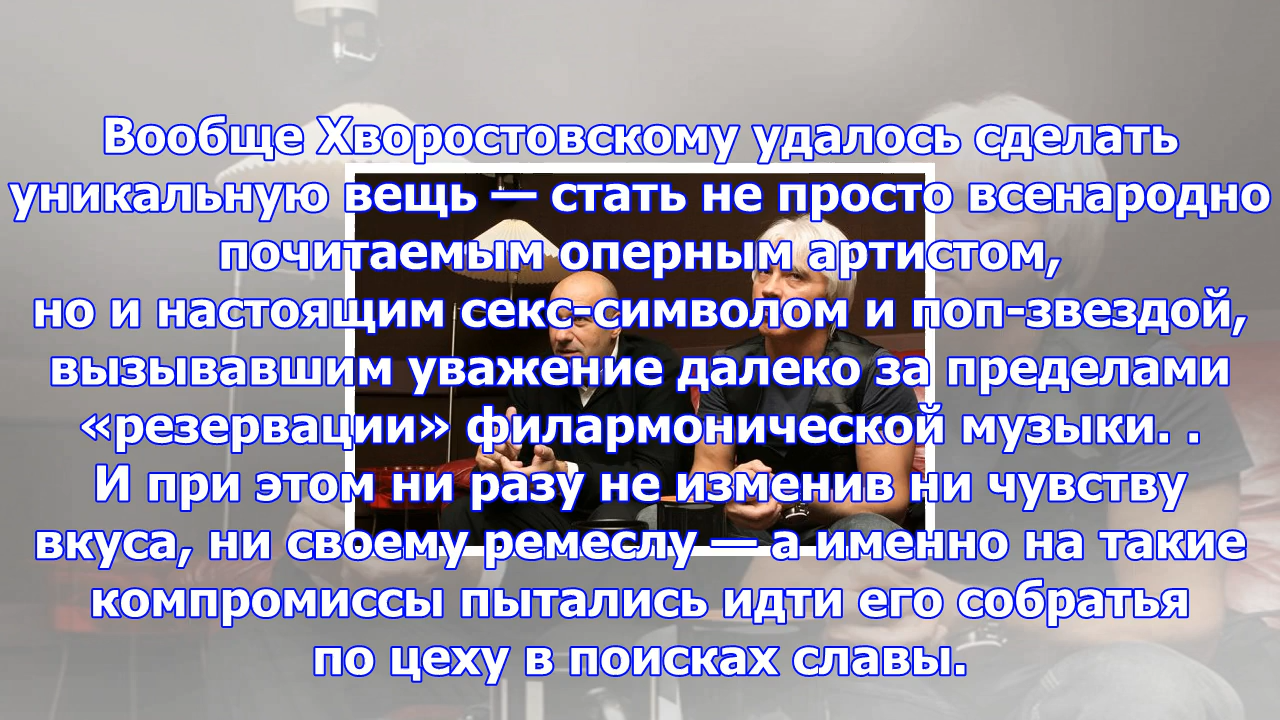 Вообще Хворостовскому удалось сделать
уникальную вещь — стать не просто всенародно
почитаемым оперным артистом,
но и настоящим секс-символом и поп-звездой,
вызывавшим уважение далеко за пределами
«резервации» филармонической музыки. .
И при этом ни разу не изменив ни чувству
вкуса, ни своему ремеслу — а именно на такие
компромиссы пытались идти его собратья
по цеху в поисках славы.